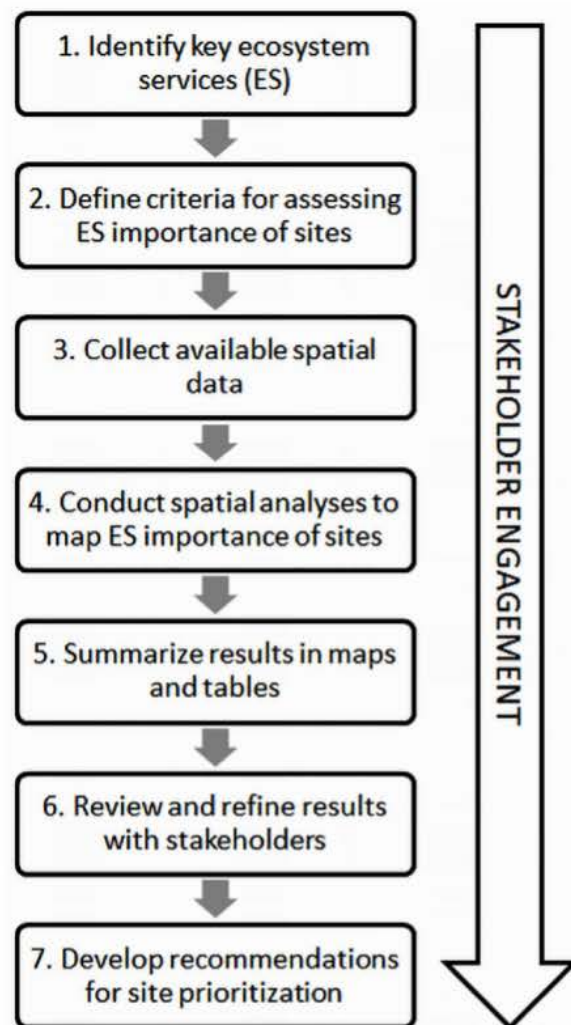 1. Identify key ecosystem
services (ES)
2. Define criteria for assessing
ES importance of sites
3. Collect available spatial
data
4. Conduct spatial analyses to
map ES importance of sites
5. Summarize results in maps
and tables
6. Review and refine results
with stakeholders
7. Develop recommendations
for site prioritization
STAKEHOLDER ENGAGEMENT